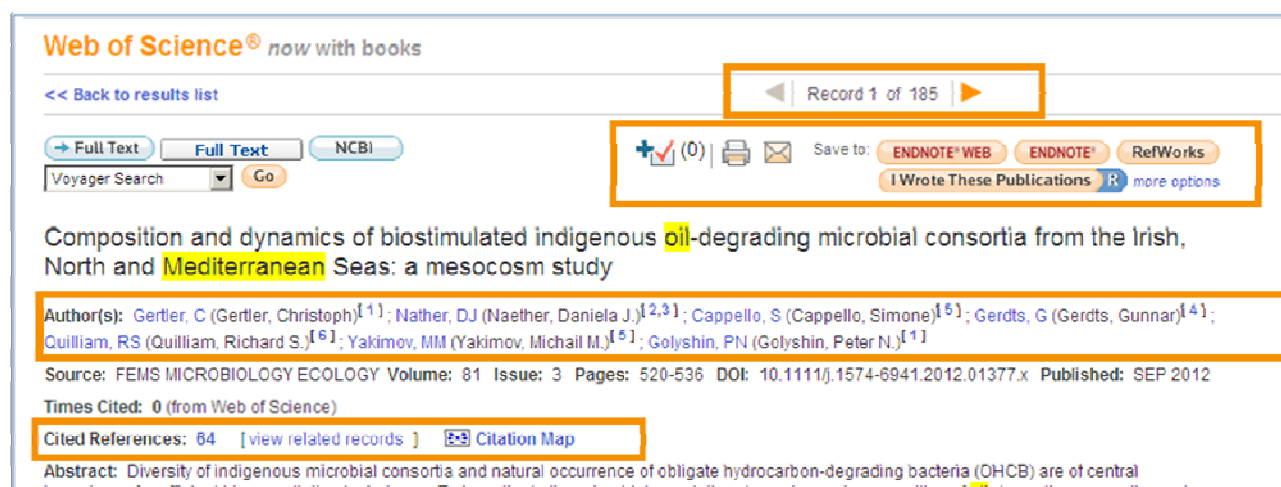 Web of Science® now with books
<< Back to results list
Record 1 of 185
Full Text Full Text NCBI
(0) Save to: ENDNOTE® WEB ENDNOTE® RefWorks
Voyager Search Go
I Wrote These Publications R more options
Composition and dynamics of biostimulated indigenous oil-degrading microbial consortia from the Irish,
North and Mediterranean Seas: a mesocosm study
Author(s): Gertler, C (Gertler, Christoph)[ 1 ] ; Nather, DJ (Naether, Daniela J.)[ 2,3 ] ; Cappello, S (Cappello, Simone)[ 5 ] ; Gerdts, G (Gerdts, Gunnar)[ 4 ] ;
Quilliam, RS (Quilliam, Richard S.)[ 6 ] ; Yakimov, MM (Yakimov, Michail M.)[ 5 ] ; Golyshin, PN (Golyshin, Peter N.)[ 1 ]
Source: FEMS MICROBIOLOGY ECOLOGY Volume: 81 Issue: 3 Pages: 520-536 DOI: 10.1111/j.1574-6941.2012.01377.x Published: SEP 2012
Times Cited: 0 (from Web of Science)
Cited References: 64 [ view related records ] Citation Map
Abstract: Diversity of indigenous microbial consortia and natural occurrence of obligate hydrocarbon-degrading bacteria (OHCB) are of central